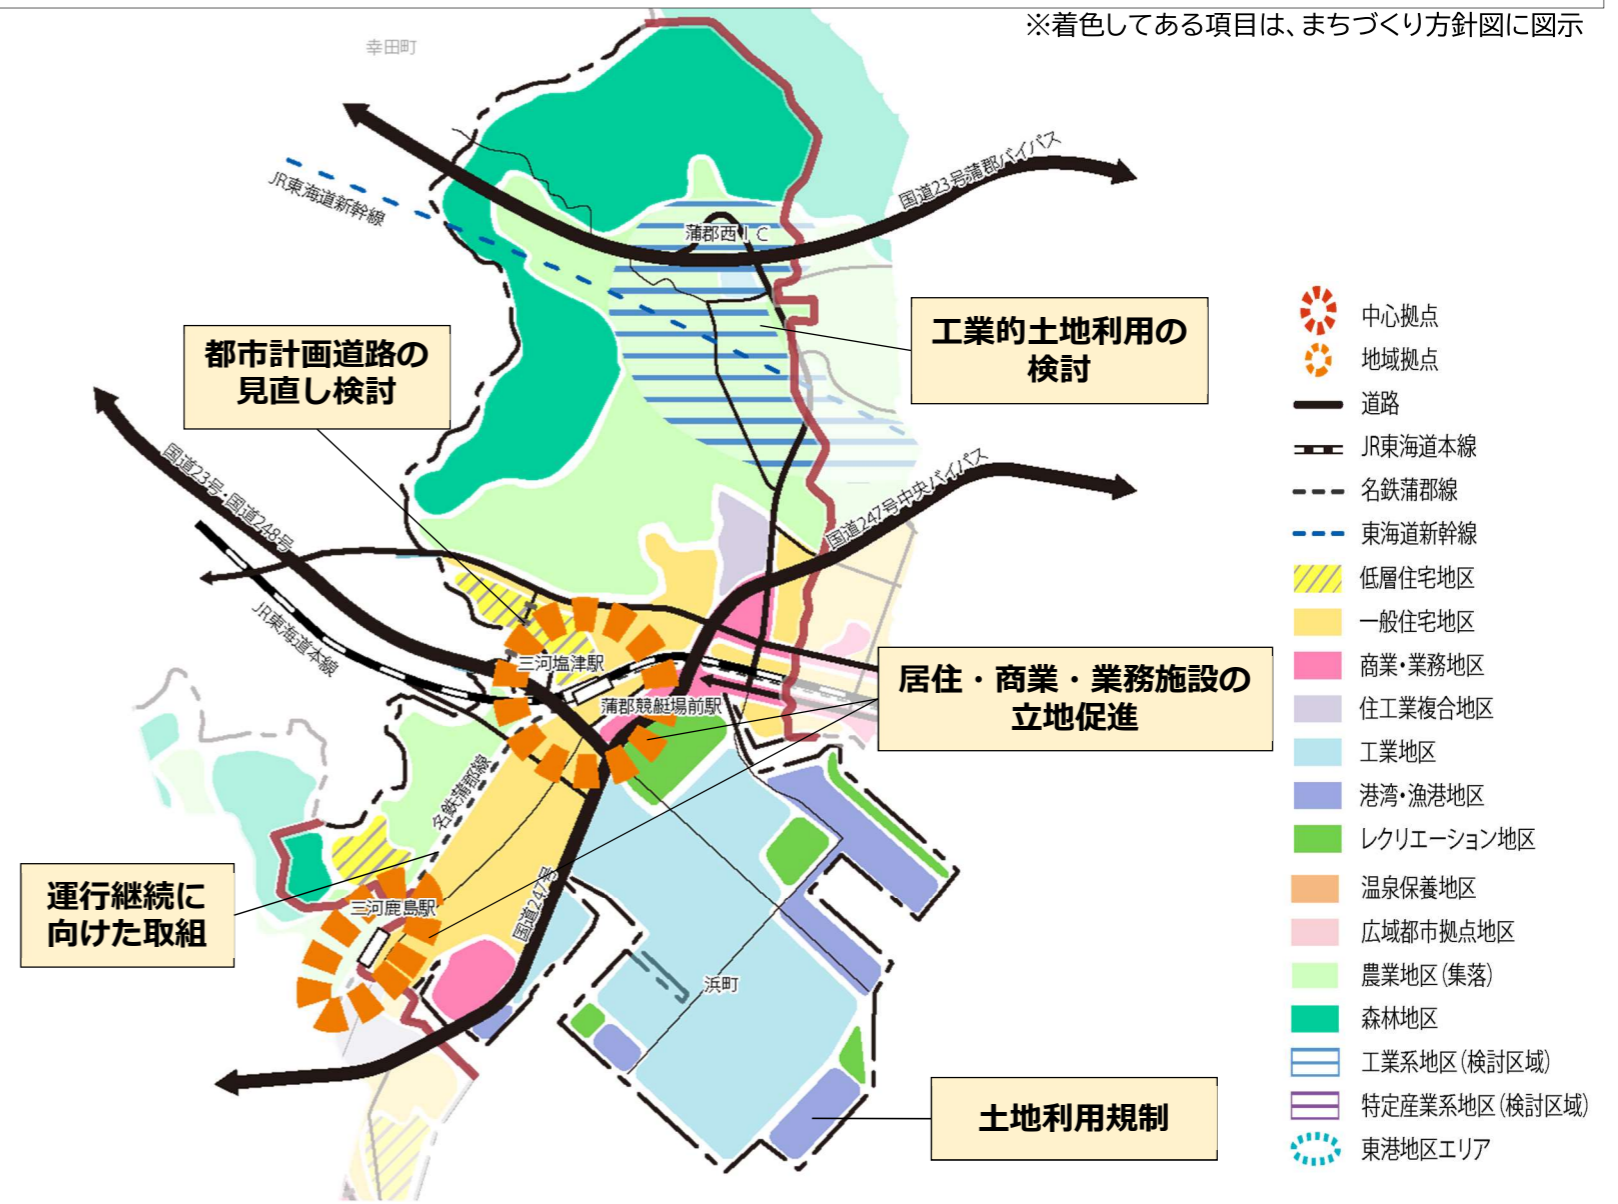 ※着色してある項目は、まちづくり方針図に図示
幸田町
JR東海道新幹線
国道23号蒲郡バイパス
蒲郡西IC
工業的土地利用の
検討
都市計画道路の
見直し検討
国道23号・国道248号
国道247号中央バイパス
JR東海道本線
三河塩津駅
蒲郡競艇場前駅
居住・商業・業務施設の
立地促進
名鉄蒲郡線
運行継続に
向けた取組
三河鹿島駅
国道247号
浜町
土地利用規制
中心拠点
地域拠点
道路
JR東海道本線
名鉄蒲郡線
東海道新幹線
低層住宅地区
一般住宅地区
商業・業務地区
住工業複合地区
工業地区
港湾・漁港地区
レクリエーション地区
温泉保養地区
広域都市拠点地区
農業地区(集落)
森林地区
工業系地区(検討区域)
特定産業系地区(検討区域)
東港地区エリア